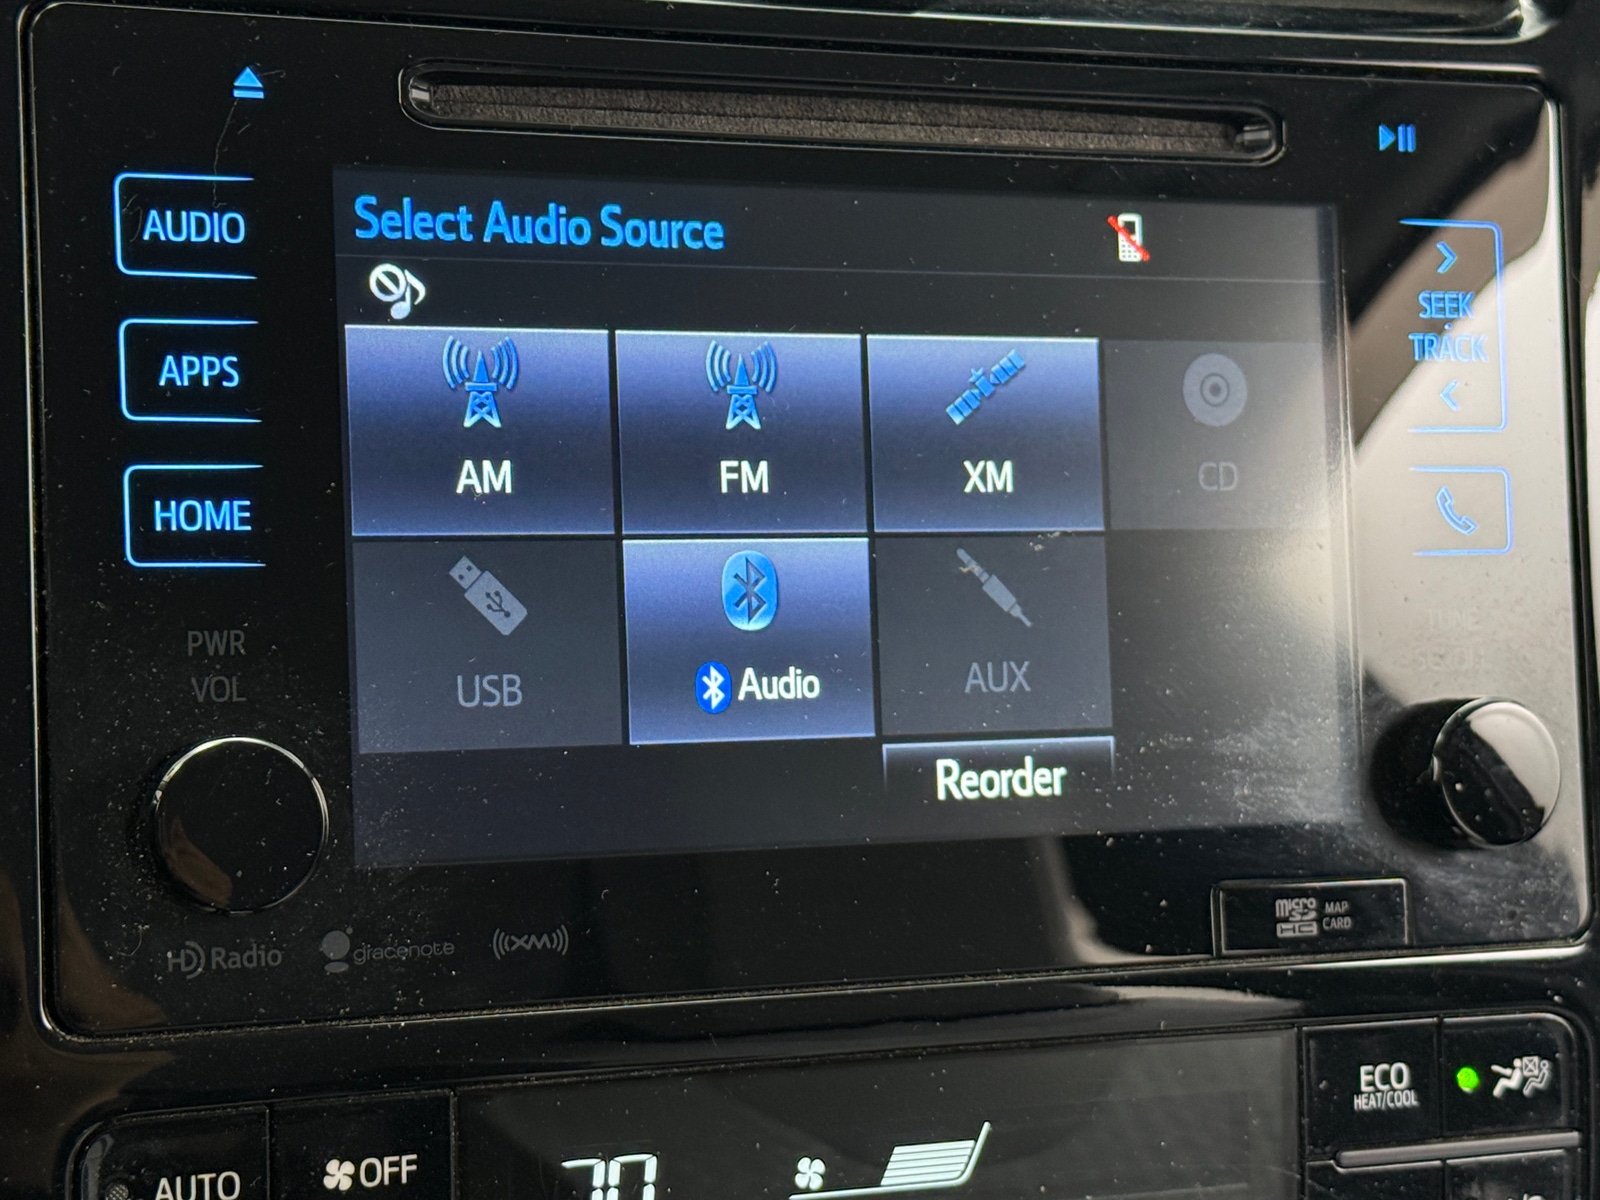 AUDIO
APPS
HOME
PWR
VOL
Select Audio Source
AM
FM
XM
CD
USB
Audio
AUX
Reorder
SEEK
TRACK
HD Radio
gracenote
((XM))
micro
SD
HC
MAP
CARD
AUTO
OFF
70
ECO
HEAT/COOL